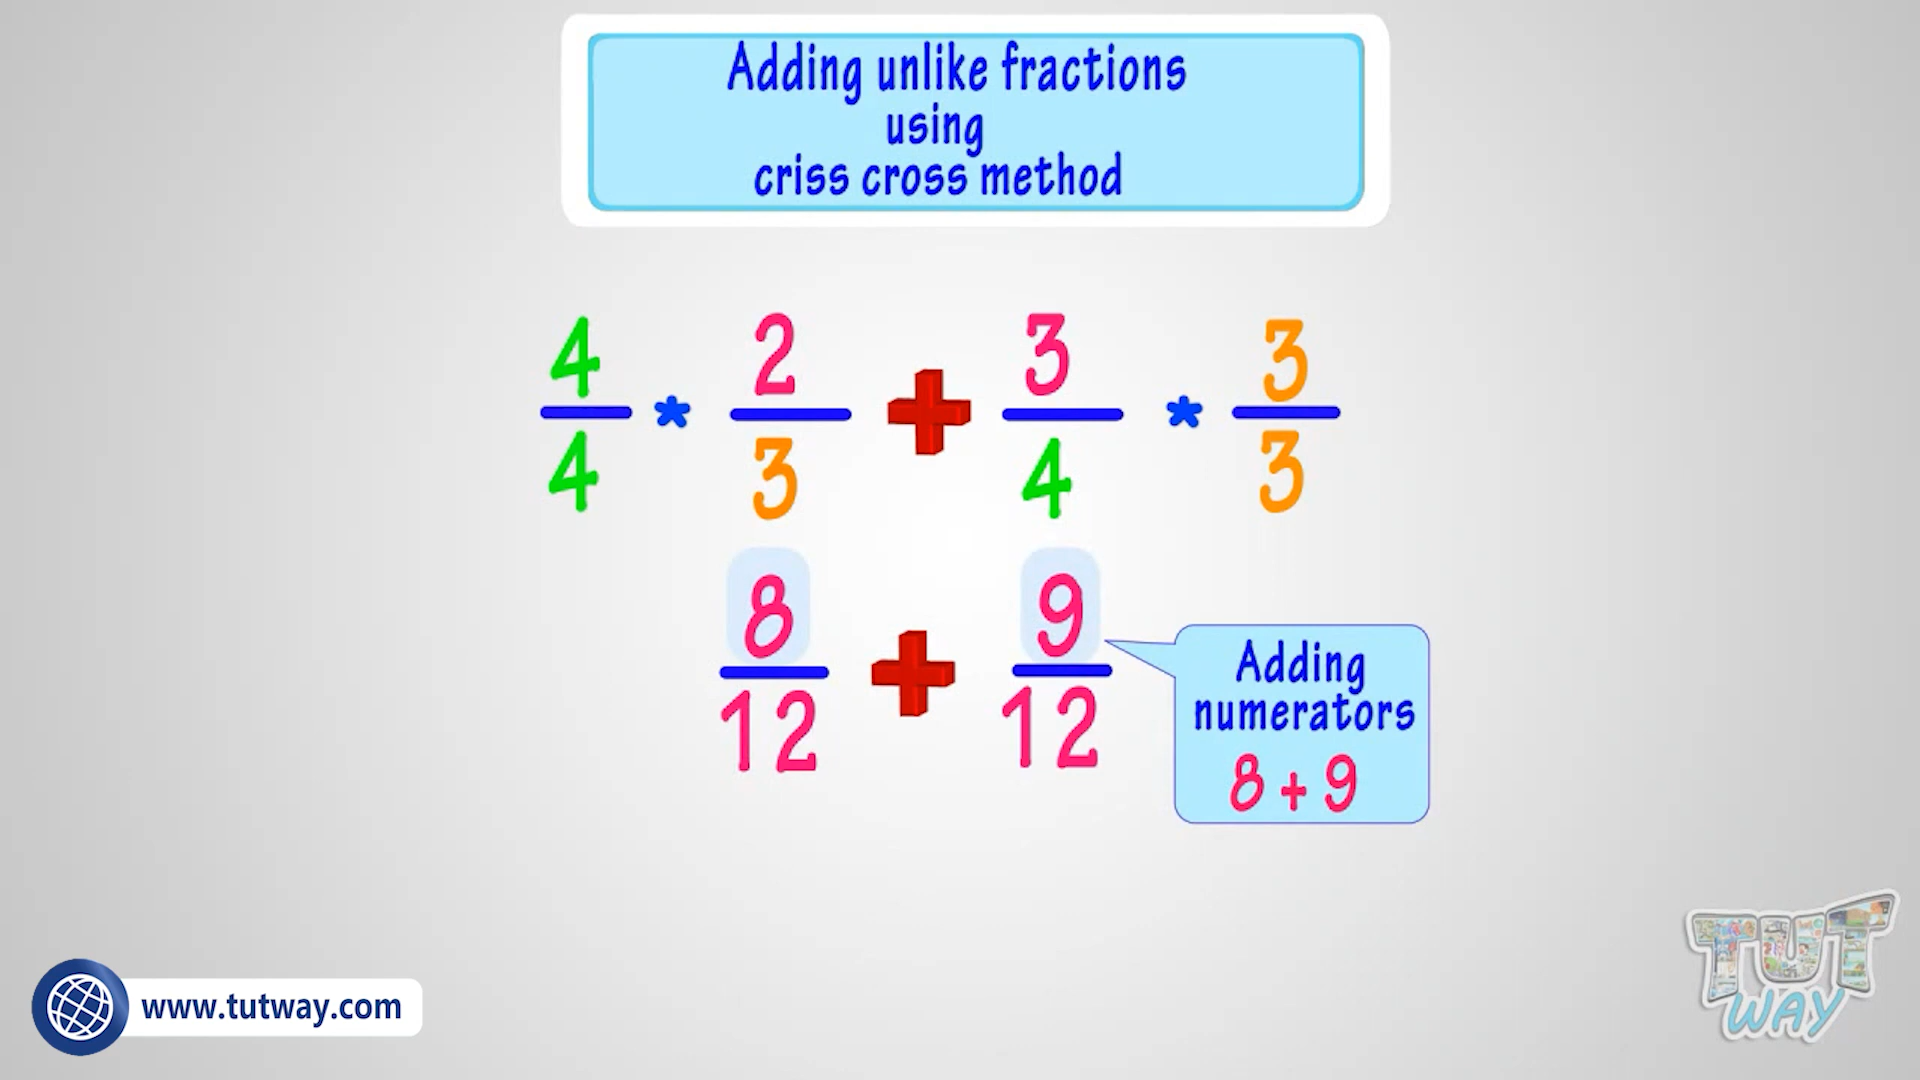 Adding unlike fractions
using
criss cross method
4/4 * 2/3 + 3/4 * 3/3
8/12 + 9/12
Adding
numerators
8 + 9
www.tutway.com
TUT
WAY